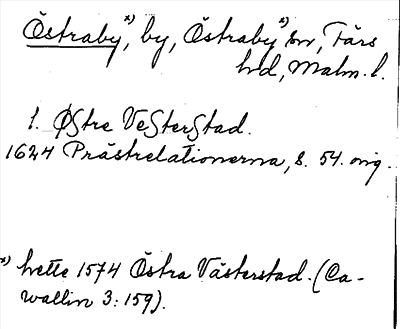 Östraby*), by, Östraby*) sn, Färs
hd, Malm. l.
1. Østre VeSterStad.
1624 Prästrelationerna, s. 54. orig.
*) hette 1574 Östra Västerstad. (Ca-
wallin 3: 159).